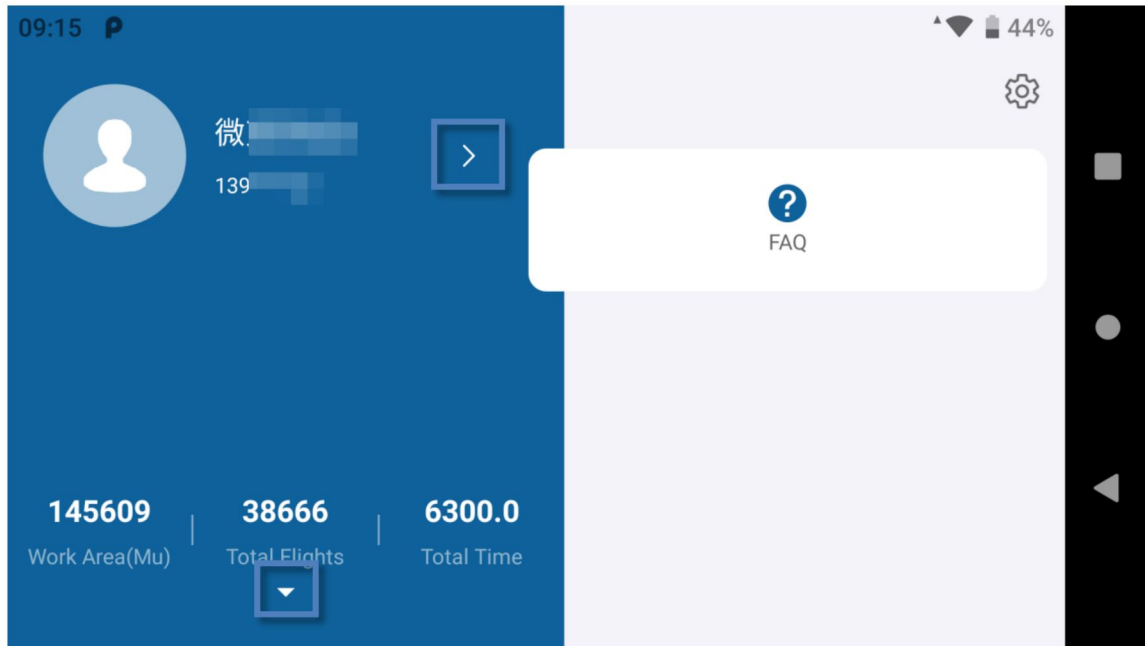 09:15
44%
微
139
FAQ
145609
38666
6300.0
Work Area(Mu)
Total Flights
Total Time